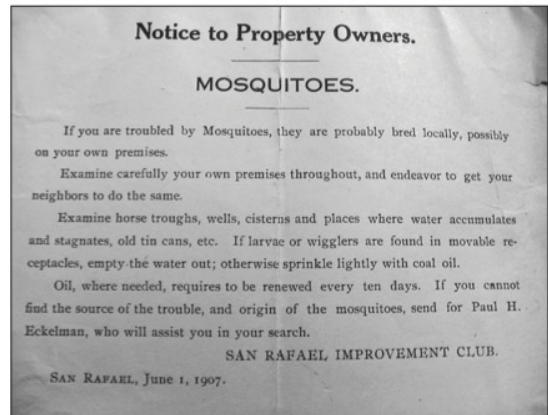 Notice to Property Owners.
MOSQUITOES.
If you are troubled by Mosquitoes, they are probably bred locally, possibly
on your own premises.
Examine carefully your own premises throughout, and endeavor to get your
neighbors to do the same.
Examine horse troughs, wells, cisterns and places where water accumulates
and stagnates, old tin cans, etc. If larvae or wigglers are found in movable re-
ceptacles, empty the water out; otherwise sprinkle lightly with coal oil.
Oil, where needed, requires to be renewed every ten days. If you cannot
find the source of the trouble, and origin of the mosquitoes, send for Paul H.
Eckelman, who will assist you in your search.
SAN RAFAEL IMPROVEMENT CLUB.
SAN RAFAEL, June 1, 1907.